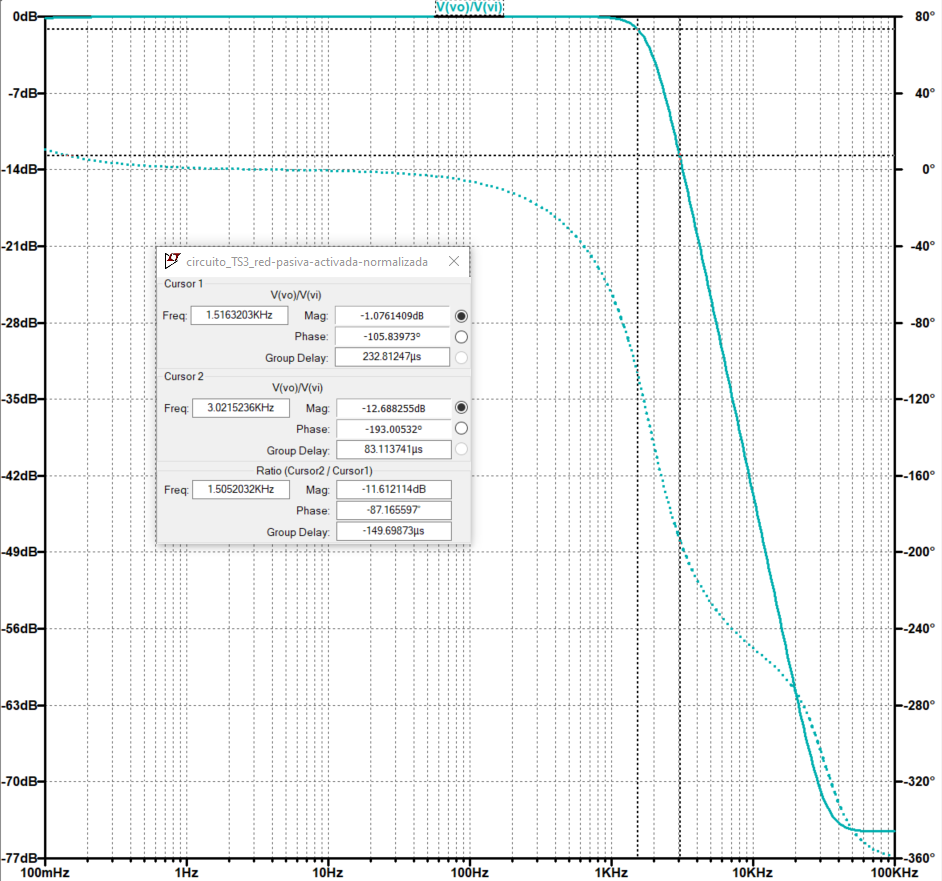 V(vo)/V(vi)
0dB
-7dB
-14dB
-21dB
-28dB
-35dB
-42dB
-49dB
-56dB
-63dB
-70dB
-77dB
80°
40°
0°
-40°
-80°
-120°
-160°
-200°
-240°
-280°
-320°
-360°
circuito_TS3_red-pasiva-activada-normalizada
Cursor 1
V(vo)/V(vi)
Freq: 1.5163203KHz Mag: -1.0761409dB
Phase: -105.83973°
Group Delay: 232.81247µs
Cursor 2
V(vo)/V(vi)
Freq: 3.0215236KHz Mag: -12.688255dB
Phase: -193.00532°
Group Delay: 83.113741µs
Ratio (Cursor2 / Cursor1)
Freq: 1.5052032KHz Mag: -11.612114dB
Phase: -87.165597°
Group Delay: -149.69873µs
100mHz 1Hz 10Hz 100Hz 1KHz 10KHz 100KHz